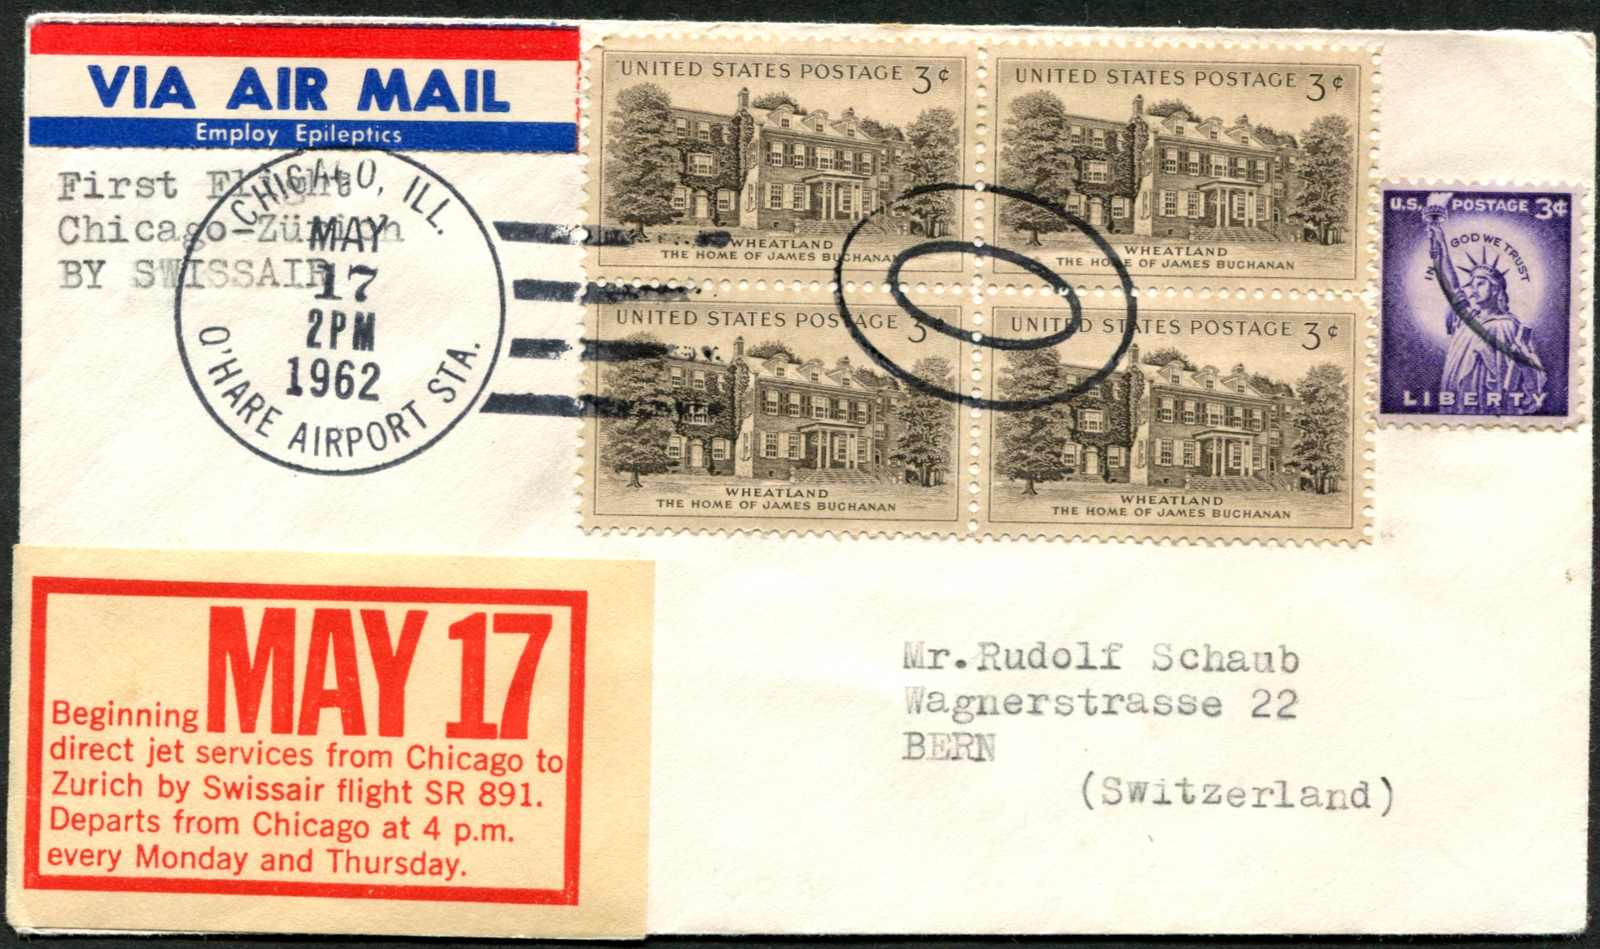 VIA AIR MAIL
Employ Epileptics
First Flight
Chicago-Zürich
BY SWISSAIR
CHICAGO, ILL.
MAY
17
2PM
1962
O'HARE AIRPORT STA.
UNITED STATES POSTAGE 3¢
WHEATLAND
THE HOME OF JAMES BUCHANAN
UNITED STATES POSTAGE 3¢
WHEATLAND
THE HOME OF JAMES BUCHANAN
UNITED STATES POSTAGE 3¢
WHEATLAND
THE HOME OF JAMES BUCHANAN
UNITED STATES POSTAGE 3¢
WHEATLAND
THE HOME OF JAMES BUCHANAN
U.S. POSTAGE 3¢
IN GOD WE TRUST
LIBERTY
MAY 17
Beginning
direct jet services from Chicago to
Zurich by Swissair flight SR 891.
Departs from Chicago at 4 p.m.
every Monday and Thursday.
Mr.Rudolf Schaub
Wagnerstrasse 22
BERN
(Switzerland)